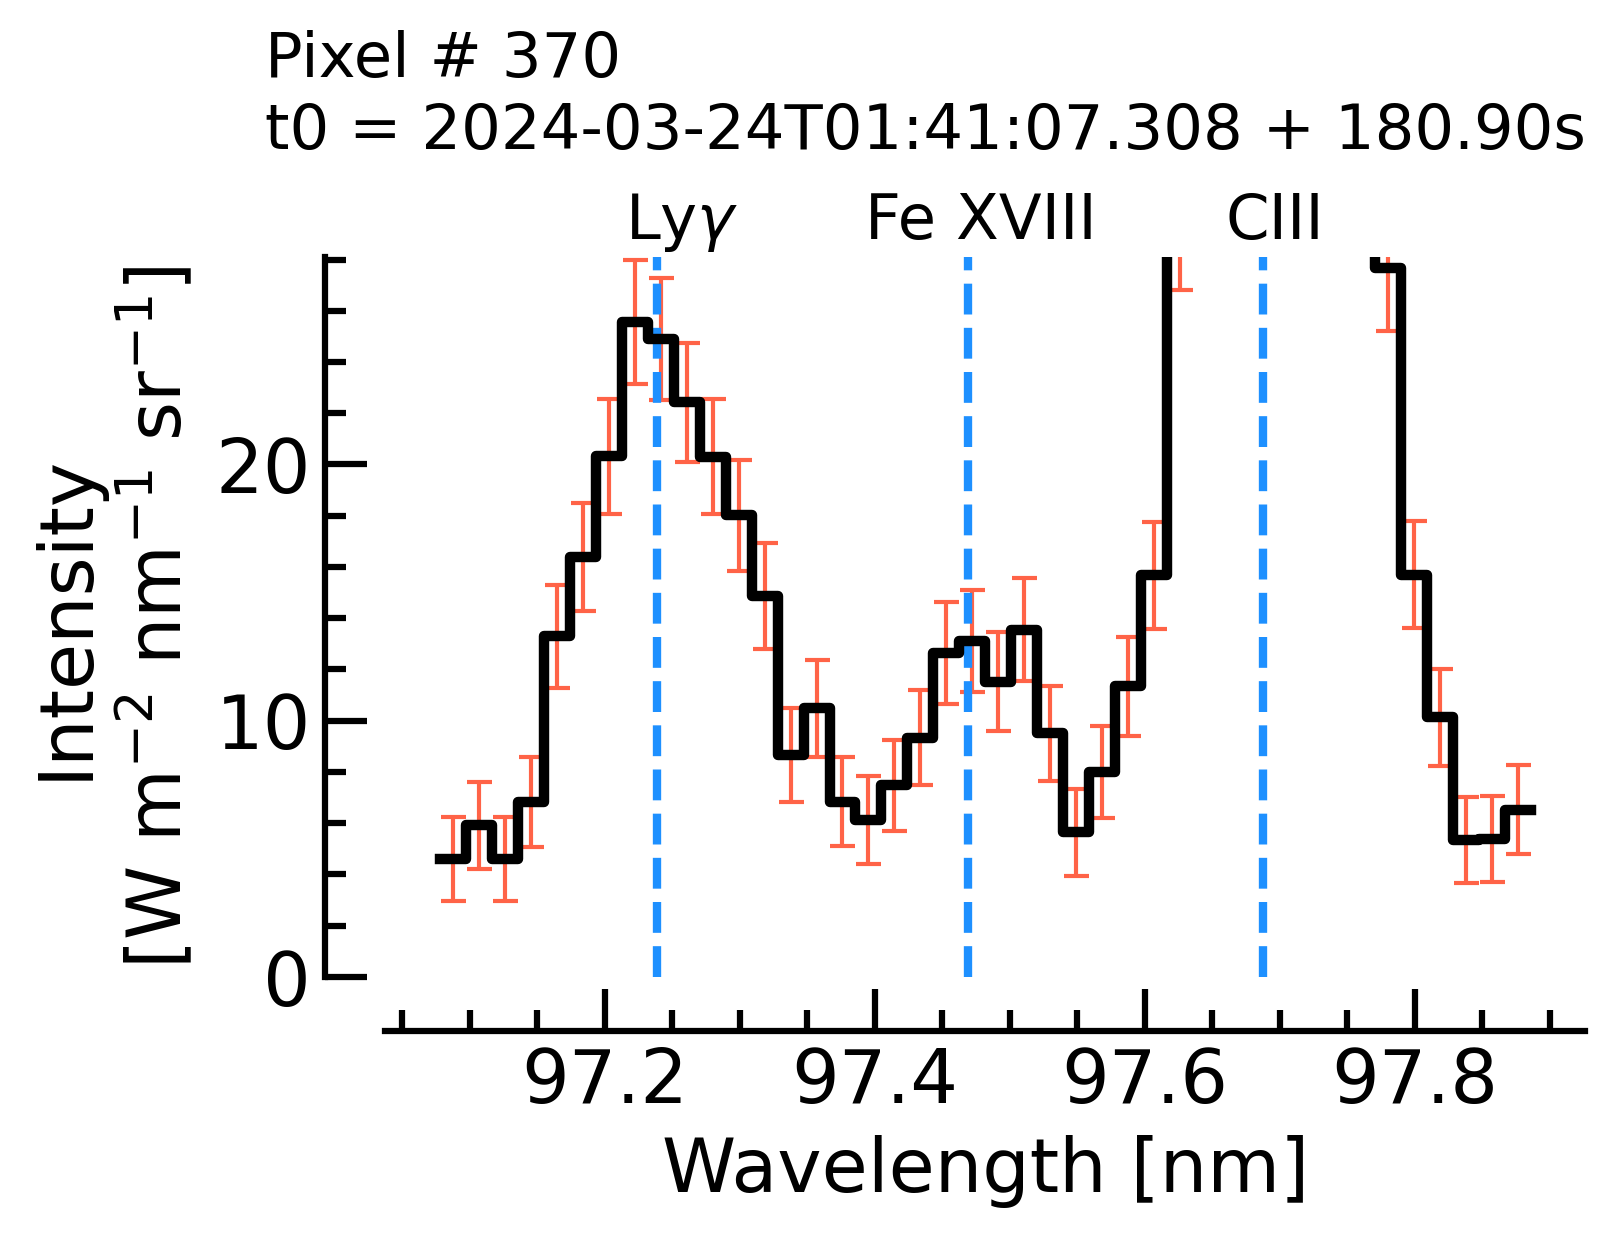 Pixel # 370
t0 = 2024-03-24T01:41:07.308 + 180.90s
Lyγ Fe XVIII CIII
Intensity
[W m⁻² nm⁻¹ sr⁻¹]
20
10
0
97.2 97.4 97.6 97.8
Wavelength [nm]